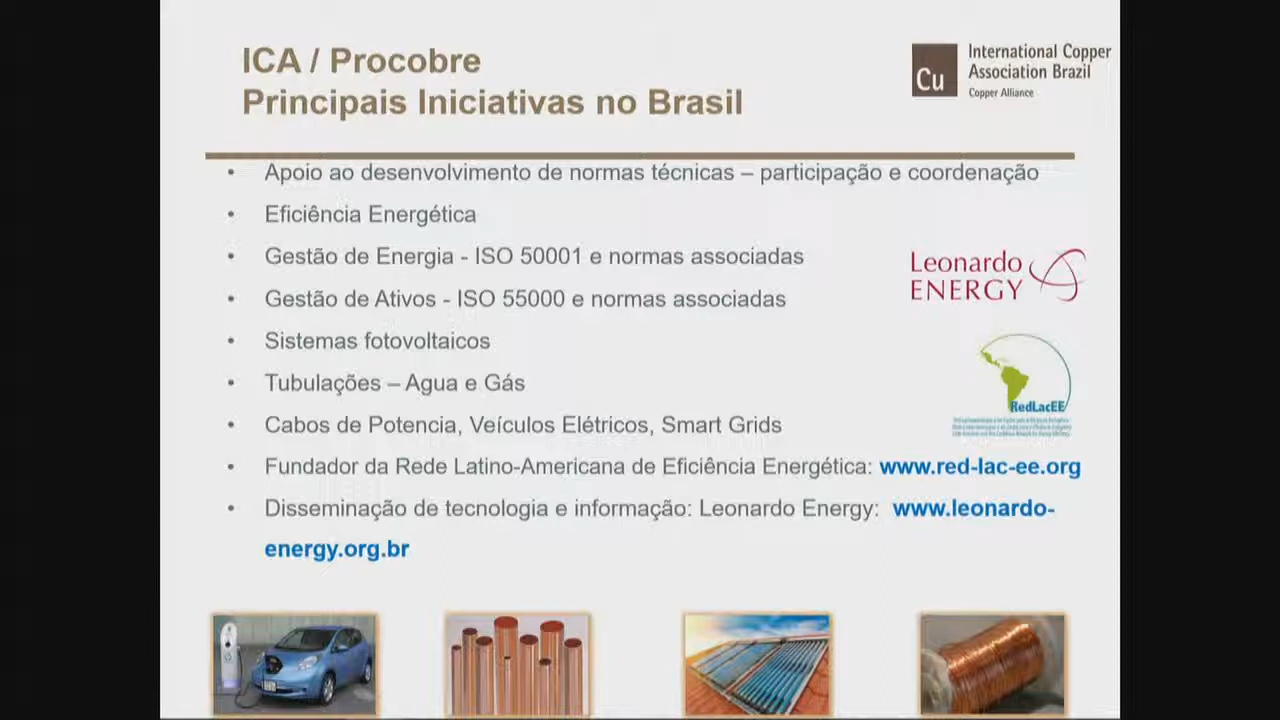 ICA / Procobre
Principais Iniciativas no Brasil
Cu
International Copper
Association Brazil
Copper Alliance
• Apoio ao desenvolvimento de normas técnicas – participação e coordenação
• Eficiência Energética
• Gestão de Energia - ISO 50001 e normas associadas
• Gestão de Ativos - ISO 55000 e normas associadas
• Sistemas fotovoltaicos
• Tubulações – Agua e Gás
• Cabos de Potencia, Veículos Elétricos, Smart Grids
• Fundador da Rede Latino-Americana de Eficiência Energética: www.red-lac-ee.org
• Disseminação de tecnologia e informação: Leonardo Energy: www.leonardo-
energy.org.br
Leonardo
ENERGY
RedLacEE